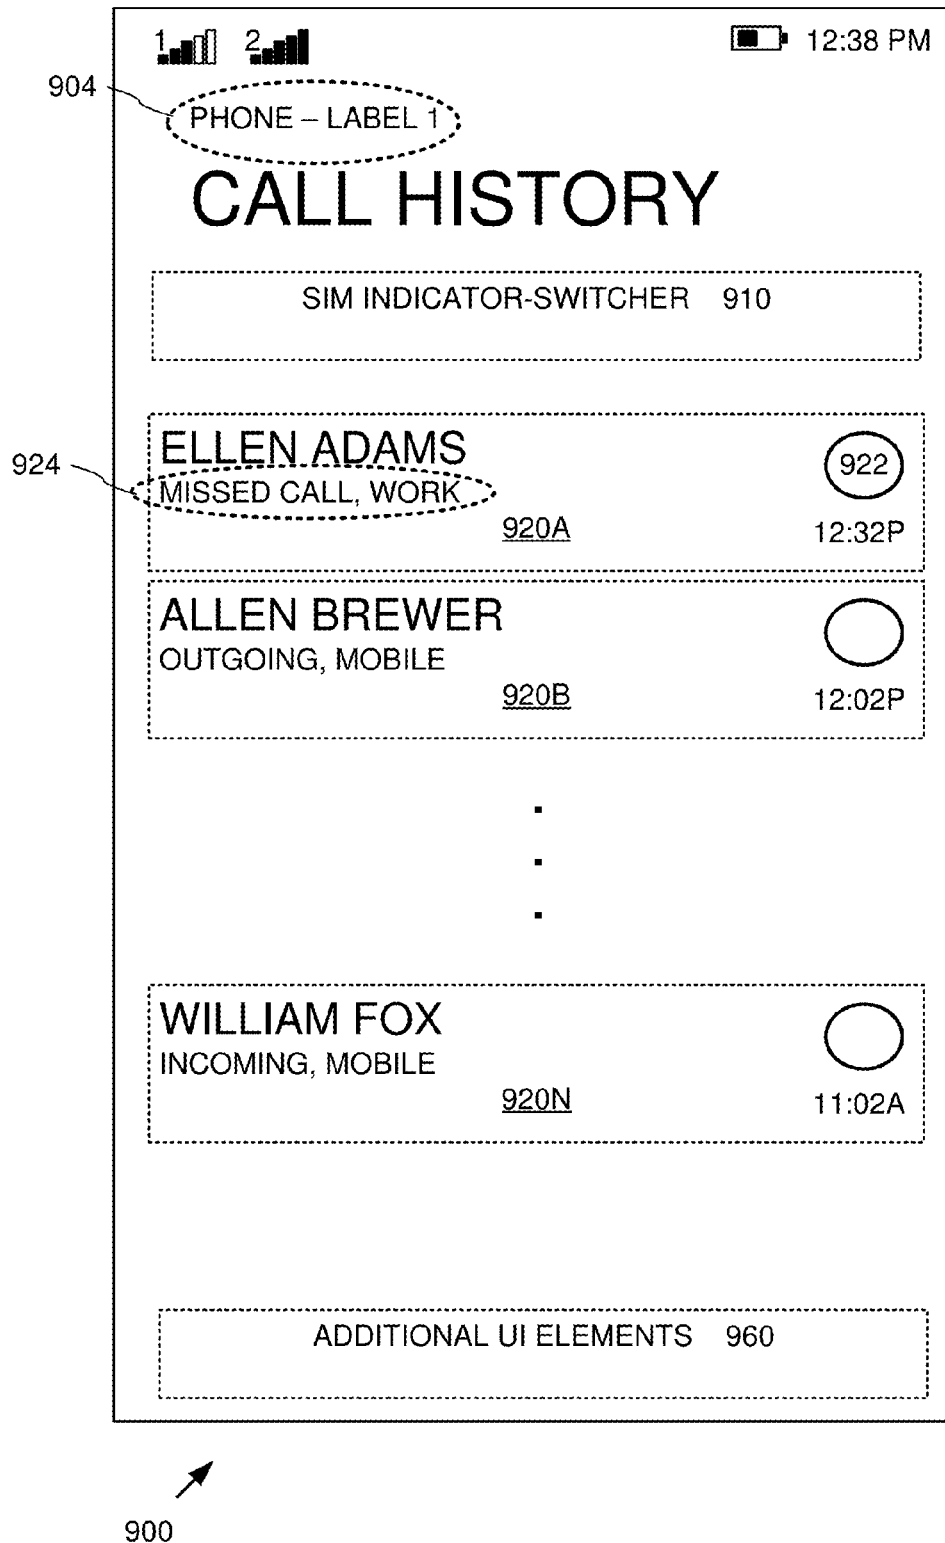 1 2 12:38 PM
904
PHONE – LABEL 1
CALL HISTORY
SIM INDICATOR-SWITCHER 910
ELLEN ADAMS
922
924
MISSED CALL, WORK
920A
12:32P
ALLEN BREWER
OUTGOING, MOBILE
920B
12:02P
WILLIAM FOX
INCOMING, MOBILE
920N
11:02A
ADDITIONAL UI ELEMENTS 960
900